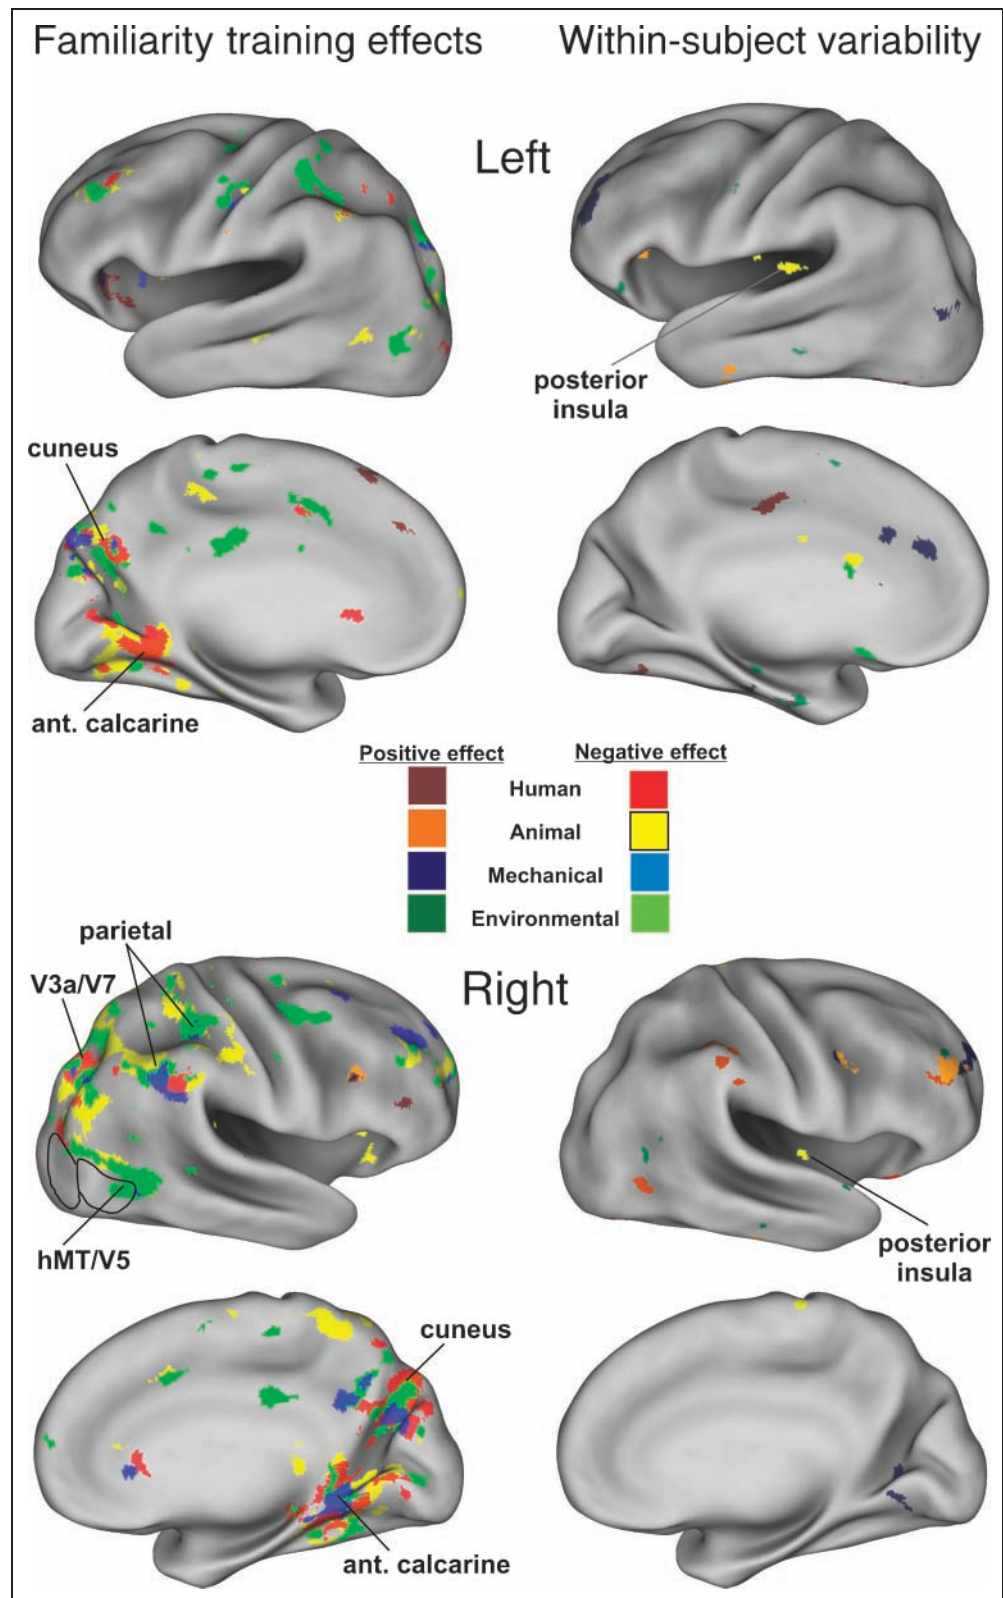 Familiarity training effects
Within-subject variability
Left
posterior
insula
cuneus
ant. calcarine
Positive effect
Negative effect
Human
Animal
Mechanical
Environmental
parietal
V3a/V7
Right
hMT/V5
posterior
insula
cuneus
ant. calcarine